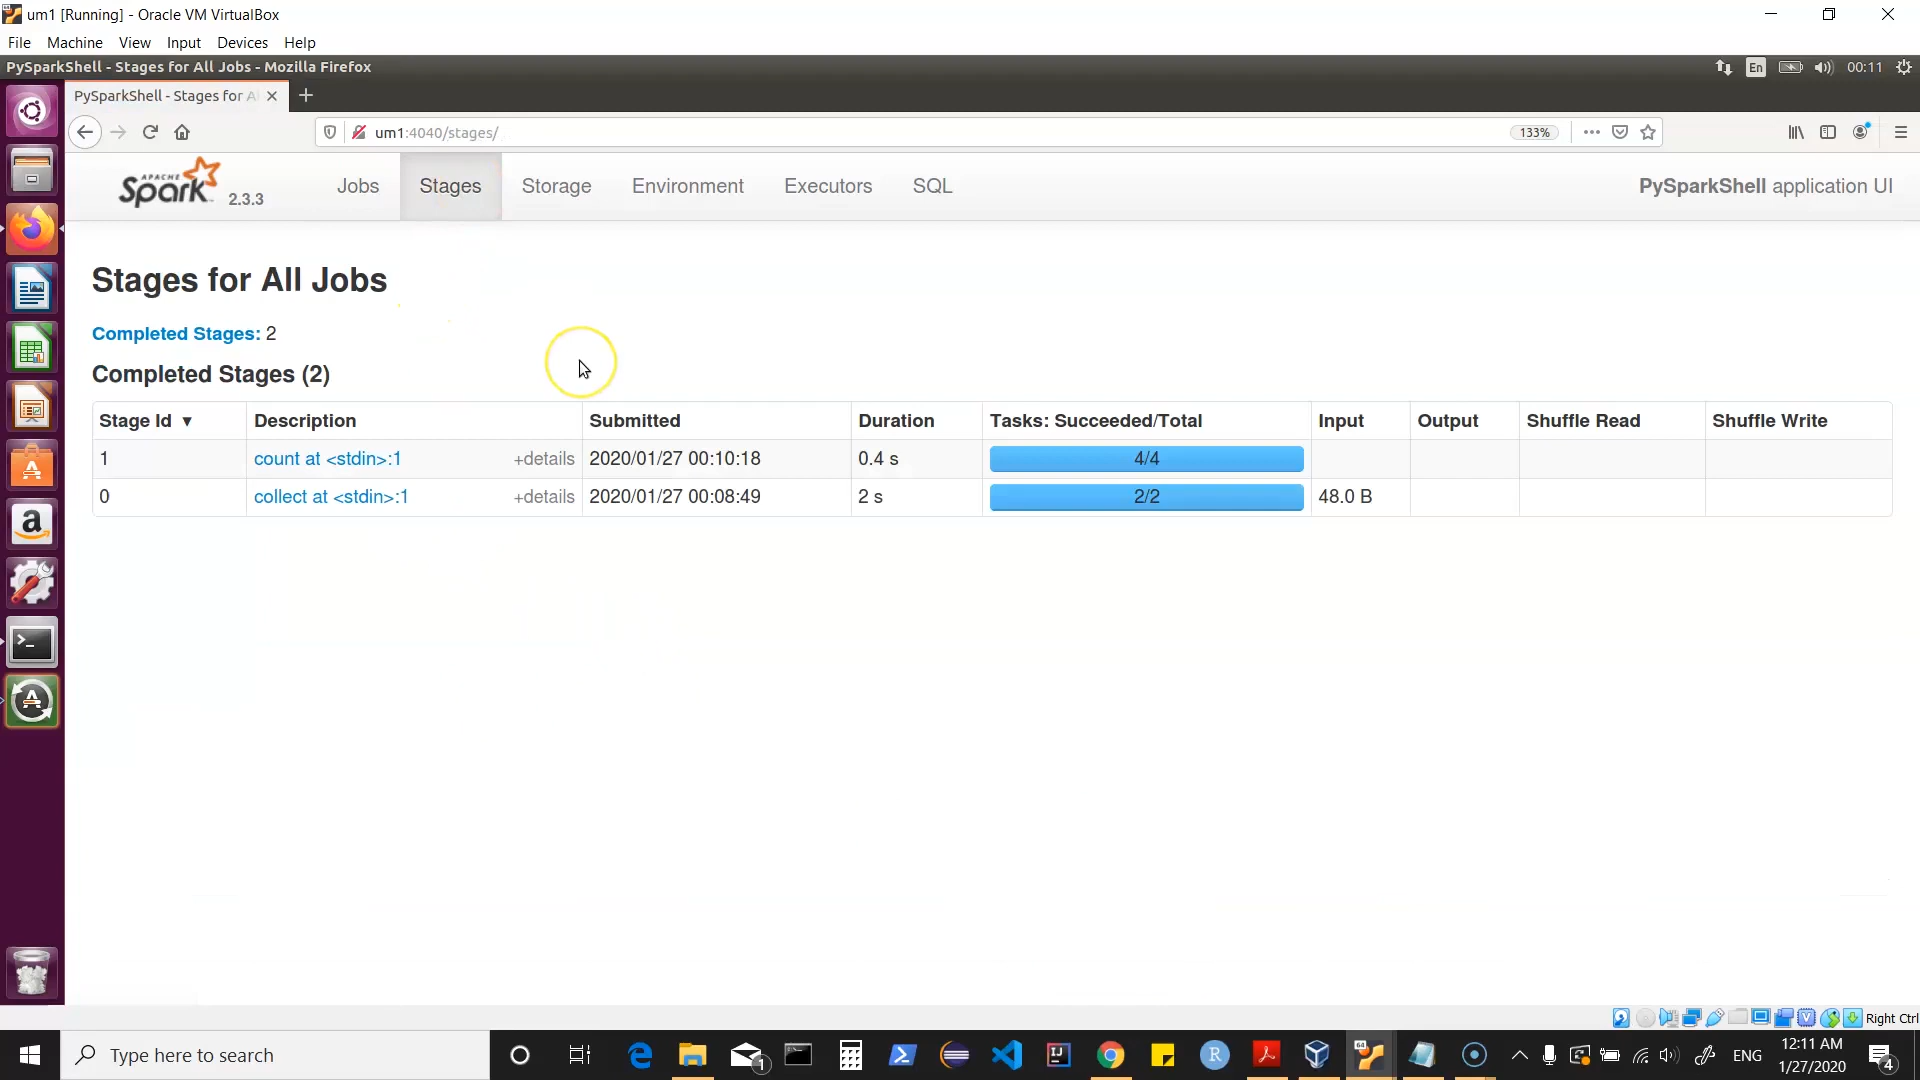 um1 [Running] - Oracle VM VirtualBox
File Machine View Input Devices Help
PySparkShell - Stages for All Jobs - Mozilla Firefox
En 00:11
PySparkShell - Stages for Al
um1:4040/stages/ 133%
APACHE Spark 2.3.3 Jobs Stages Storage Environment Executors SQL PySparkShell application UI
Stages for All Jobs
Completed Stages: 2
Completed Stages (2)
Stage Id ▼ Description Submitted Duration Tasks: Succeeded/Total Input Output Shuffle Read Shuffle Write
1 count at <stdin>:1 +details 2020/01/27 00:10:18 0.4 s 4/4
0 collect at <stdin>:1 +details 2020/01/27 00:08:49 2 s 2/2 48.0 B
Right Ctrl
Type here to search 1 ENG 12:11 AM
1/27/2020 4